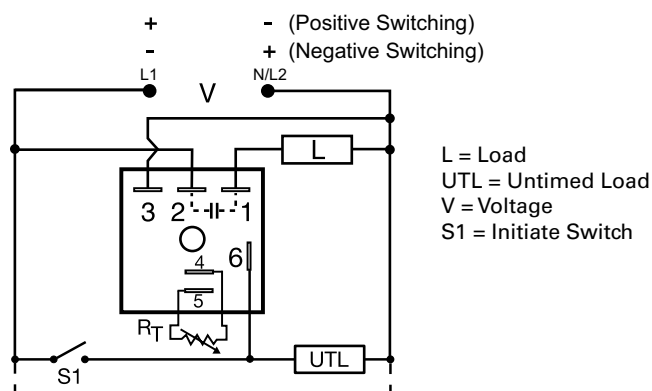 + - (Positive Switching)
- + (Negative Switching)
L1 V N/L2
L
L = Load
UTL = Untimed Load
V = Voltage
S1 = Initiate Switch
3 2 1
6
4
5
RT
S1
UTL